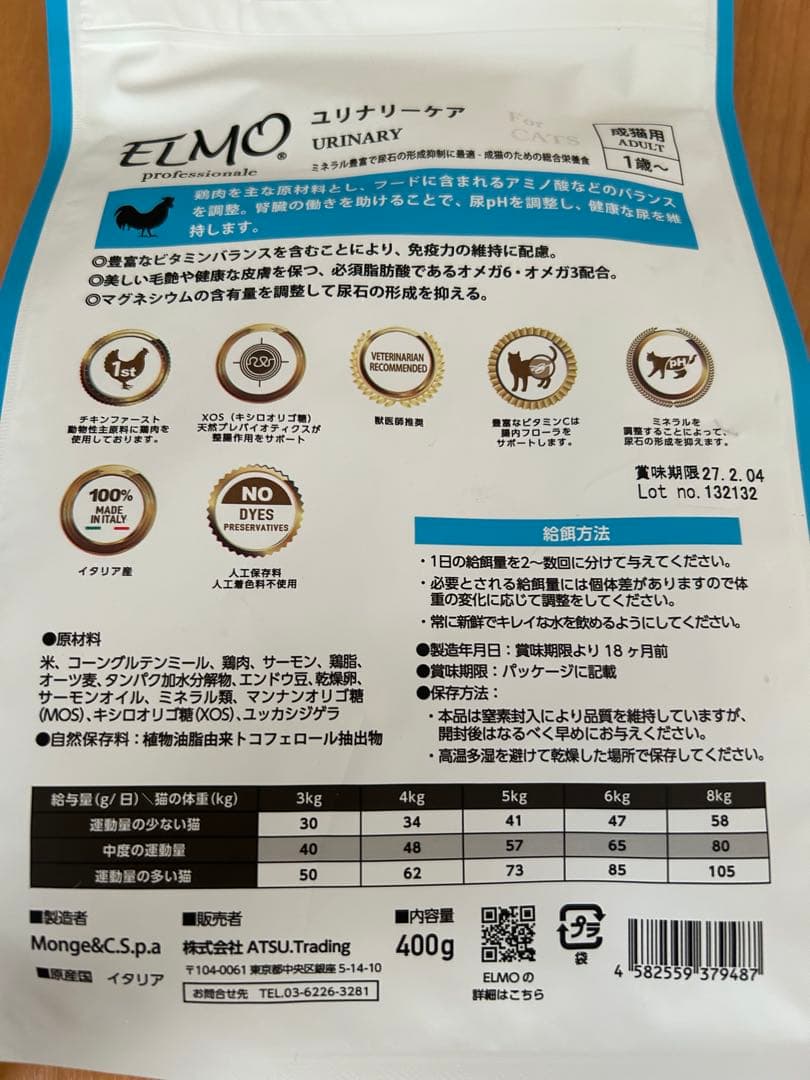 ELMO®
professionale
ユリナリーケア
URINARY
For
CATS
成猫用
ADULT
1歳～
ミネラル豊富で尿石の形成抑制に最適 - 成猫のための総合栄養食
鶏肉を主な原材料とし、フードに含まれるアミノ酸などのバランス
を調整。腎臓の働きを助けることで、尿pHを調整し、健康な尿を維
持します。
◎豊富なビタミンバランスを含むことにより、免疫力の維持に配慮。
◎美しい毛艶や健康な皮膚を保つ、必須脂肪酸であるオメガ6・オメガ3配合。
◎マグネシウムの含有量を調整して尿石の形成を抑える。
1st
チキンファースト
動物性主原料に鶏肉を
使用しております。
XOS（キシロオリゴ糖）
天然プレバイオティクスが
整腸作用をサポート
VETERINARIAN
RECOMMENDED
獣医師推奨
豊富なビタミンCは
腸内フローラを
サポートします。
pH
ミネラルを
調整することによって、
尿石の形成を抑えます。
賞味期限27.2.04
Lot no.132132
100%
MADE
IN ITALY
イタリア産
NO
DYES
PRESERVATIVES
人工保存料
人工着色料不使用
給餌方法
・1日の給餌量を2〜数回に分けて与えてください。
・必要とされる給餌量には個体差がありますので体
重の変化に応じて調整をしてください。
・常に新鮮でキレイな水を飲めるようにしてください。
●製造年月日：賞味期限より18ヶ月前
●賞味期限：パッケージに記載
●保存方法：
・本品は窒素封入により品質を維持していますが、
開封後はなるべく早めにお与えください。
・高温多湿を避けて乾燥した場所で保存してください。
●原材料
米、コーングルテンミール、鶏肉、サーモン、鶏脂、
オーツ麦、タンパク加水分解物、エンドウ豆、乾燥卵、
サーモンオイル、ミネラル類、マンナンオリゴ糖
(MOS)、キシロオリゴ糖(XOS)、ユッカシジゲラ
●自然保存料：植物油脂由来トコフェロール抽出物
給与量(g/日)＼猫の体重(kg) 3kg 4kg 5kg 6kg 8kg
運動量の少ない猫 30 34 41 47 58
中度の運動量 40 48 57 65 80
運動量の多い猫 50 62 73 85 105
■製造者
Monge&C.S.p.a
■原産国 イタリア
■販売者
株式会社 ATSU.Trading
〒104-0061 東京都中央区銀座 5-14-10
お問合せ先 TEL.03-6226-3281
■内容量
400g
ELMOの
詳細はこちら
プラ
袋
4 582559 379487